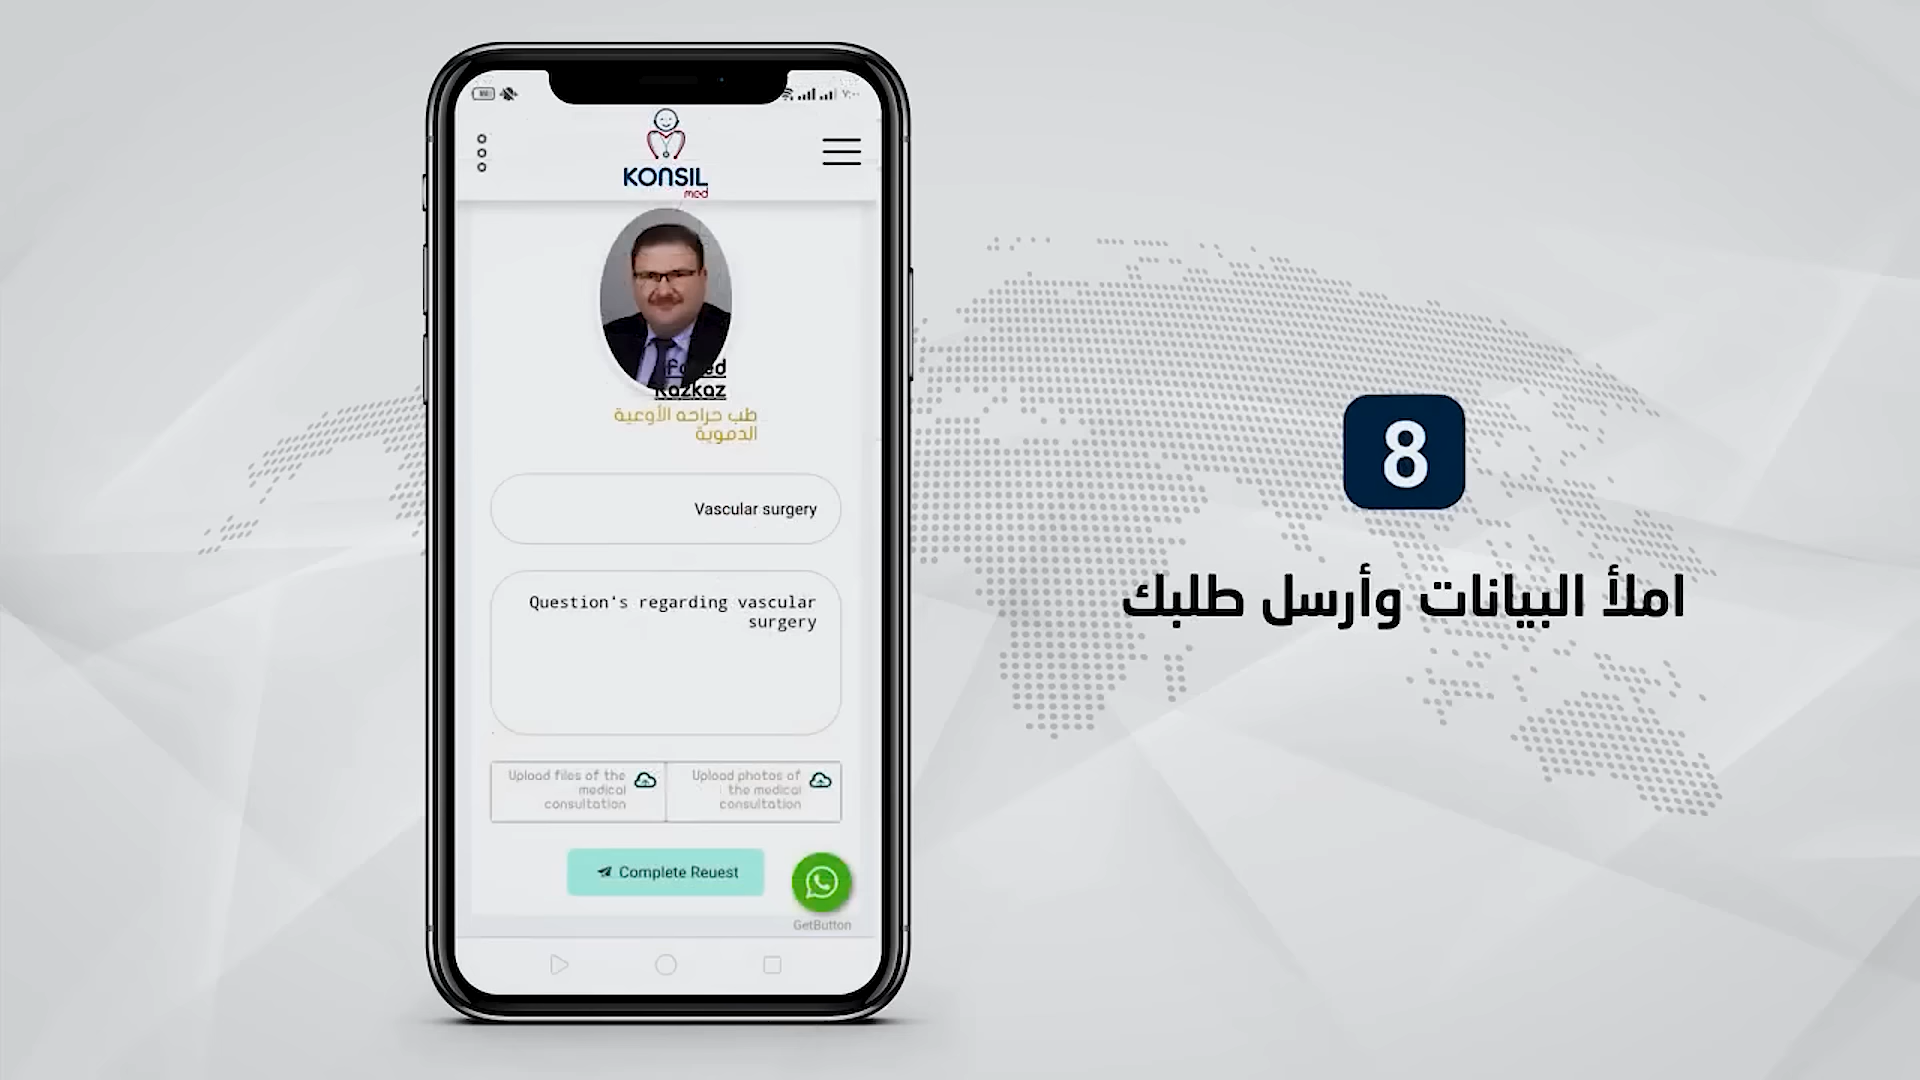 KONSIL
med
Kazkaz
طب جراحه الأوعية
الدموية
Vascular surgery
Question's regarding vascular
surgery
Upload files of the
medical
consultation
Upload photos of
the medical
consultation
Complete Reuest
GetButton
8
املأ البيانات وأرسل طلبك